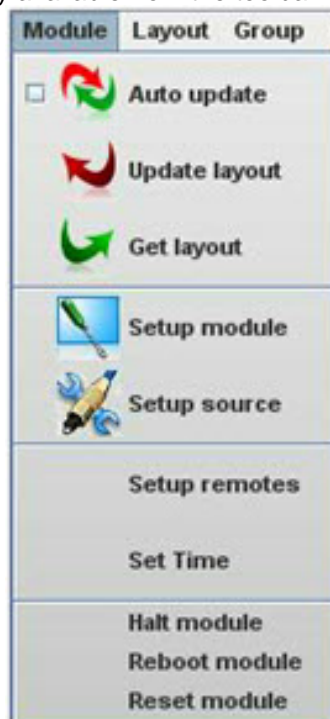 Module Layout Group
Auto update
Update layout
Get layout
Setup module
Setup source
Setup remotes
Set Time
Halt module
Reboot module
Reset module